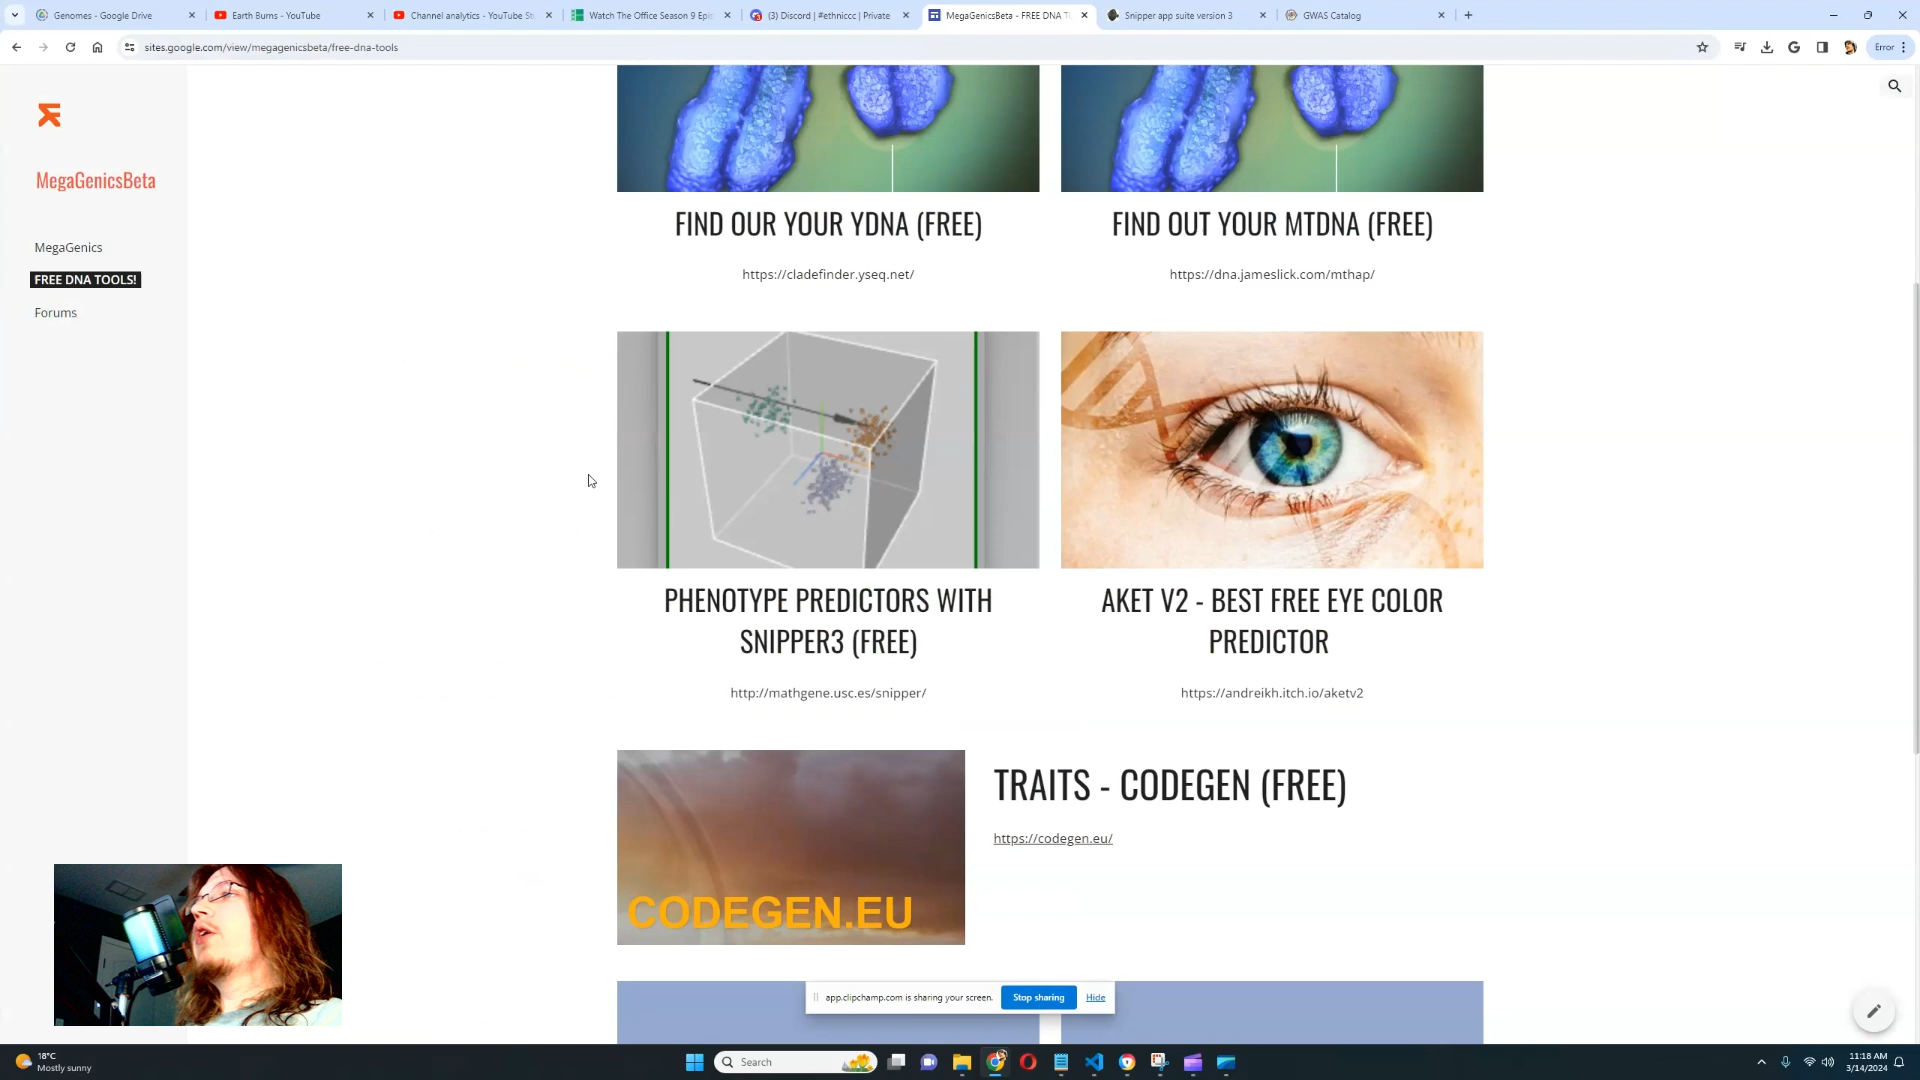 Genomes - Google Drive
Earth Burns - YouTube
Channel analytics - YouTube St
Watch The Office Season 9 Epi
(3) Discord | #ethniccc | Private
MegaGenicsBeta - FREE DNA T
Snipper app suite version 3
GWAS Catalog
sites.google.com/view/megagenicsbeta/free-dna-tools
Error
MegaGenicsBeta
MegaGenics
FREE DNA TOOLS!
Forums
FIND OUR YOUR YDNA (FREE)
https://cladefinder.yseq.net/
FIND OUT YOUR MTDNA (FREE)
https://dna.jameslick.com/mthap/
PHENOTYPE PREDICTORS WITH
SNIPPER3 (FREE)
http://mathgene.usc.es/snipper/
AKET V2 - BEST FREE EYE COLOR
PREDICTOR
https://andreikh.itch.io/aketv2
CODEGEN.EU
TRAITS - CODEGEN (FREE)
https://codegen.eu/
app.clipchamp.com is sharing your screen.
Stop sharing
Hide
18°C
Mostly sunny
Search
11:18 AM
3/14/2024